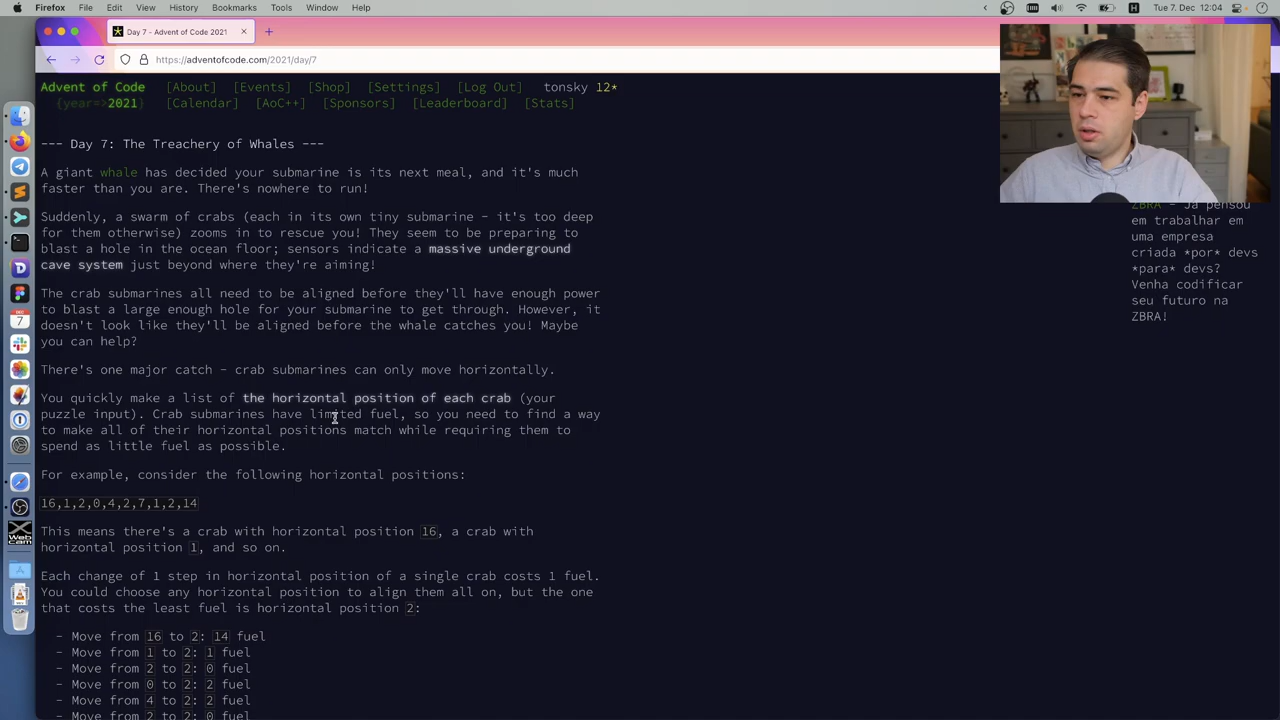 Firefox File Edit View History Bookmarks Tools Window Help
Tue 7. Dec 12:04
Day 7 - Advent of Code 2021
https://adventofcode.com/2021/day/7
Advent of Code [About] [Events] [Shop] [Settings] [Log Out] tonsky 12*
{year=>2021} [Calendar] [AoC++] [Sponsors] [Leaderboard] [Stats]
--- Day 7: The Treachery of Whales ---
A giant whale has decided your submarine is its next meal, and it's much
faster than you are. There's nowhere to run!
Suddenly, a swarm of crabs (each in its own tiny submarine - it's too deep
for them otherwise) zooms in to rescue you! They seem to be preparing to
blast a hole in the ocean floor; sensors indicate a massive underground
cave system just beyond where they're aiming!
The crab submarines all need to be aligned before they'll have enough power
to blast a large enough hole for your submarine to get through. However, it
doesn't look like they'll be aligned before the whale catches you! Maybe
you can help?
There's one major catch - crab submarines can only move horizontally.
You quickly make a list of the horizontal position of each crab (your
puzzle input). Crab submarines have limited fuel, so you need to find a way
to make all of their horizontal positions match while requiring them to
spend as little fuel as possible.
For example, consider the following horizontal positions:
16,1,2,0,4,2,7,1,2,14
This means there's a crab with horizontal position 16, a crab with
horizontal position 1, and so on.
Each change of 1 step in horizontal position of a single crab costs 1 fuel.
You could choose any horizontal position to align them all on, but the one
that costs the least fuel is horizontal position 2:
- Move from 16 to 2: 14 fuel
- Move from 1 to 2: 1 fuel
- Move from 2 to 2: 0 fuel
- Move from 0 to 2: 2 fuel
- Move from 4 to 2: 2 fuel
- Move from 2 to 2: 0 fuel
ZBRA - Já pensou
em trabalhar em
uma empresa
criada *por* devs
*para* devs?
Venha codificar
seu futuro na
ZBRA!